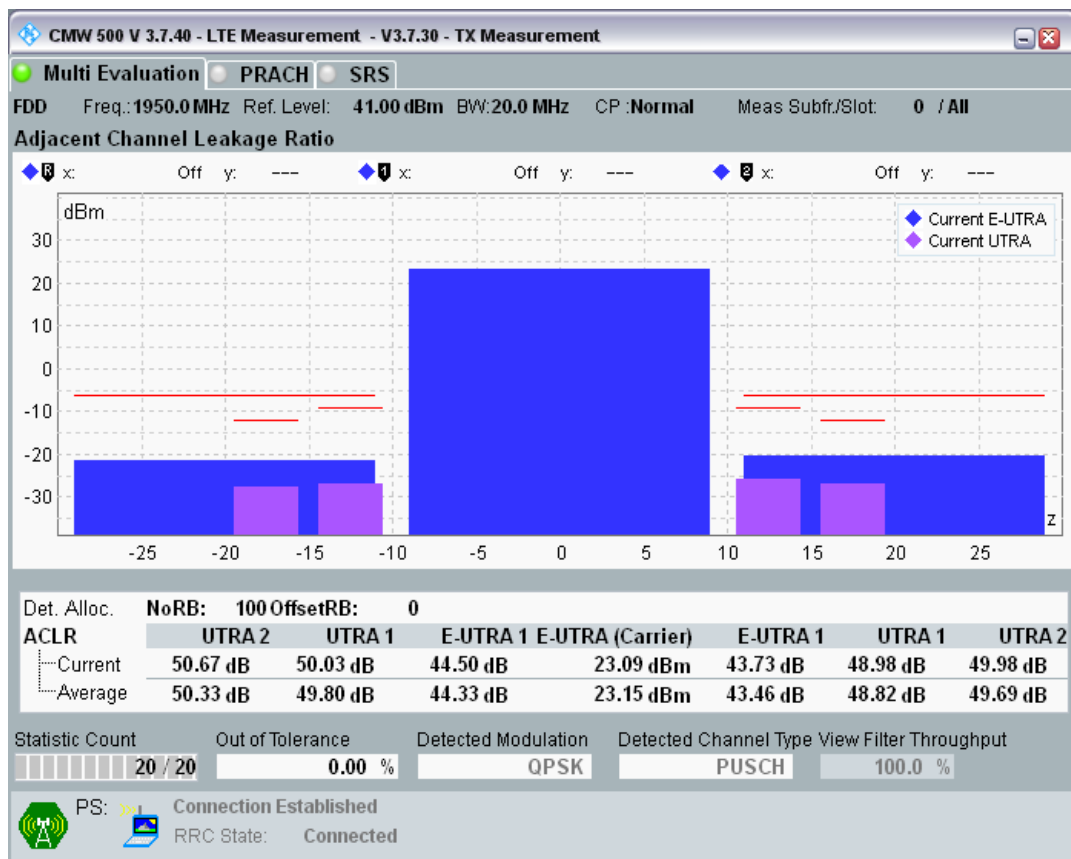 CMW 500 V 3.7.40 - LTE Measurement - V3.7.30 - TX Measurement
Multi Evaluation PRACH SRS
FDD Freq.:1950.0 MHz Ref. Level: 41.00 dBm BW:20.0 MHz CP :Normal Meas Subfr./Slot: 0 / All
Adjacent Channel Leakage Ratio
R x: Off y: --- 1 x: Off y: --- 2 x: Off y: ---
dBm
Current E-UTRA
Current UTRA
30
20
10
0
-10
-20
-30
z
-25 -20 -15 -10 -5 0 5 10 15 20 25
Det. Alloc. NoRB: 100 OffsetRB: 0
ACLR UTRA 2 UTRA 1 E-UTRA 1 E-UTRA (Carrier) E-UTRA 1 UTRA 1 UTRA 2
Current 50.67 dB 50.03 dB 44.50 dB 23.09 dBm 43.73 dB 48.98 dB 49.98 dB
Average 50.33 dB 49.80 dB 44.33 dB 23.15 dBm 43.46 dB 48.82 dB 49.69 dB
Statistic Count Out of Tolerance Detected Modulation Detected Channel Type View Filter Throughput
20 / 20 0.00 % QPSK PUSCH 100.0 %
PS: Connection Established
RRC State: Connected